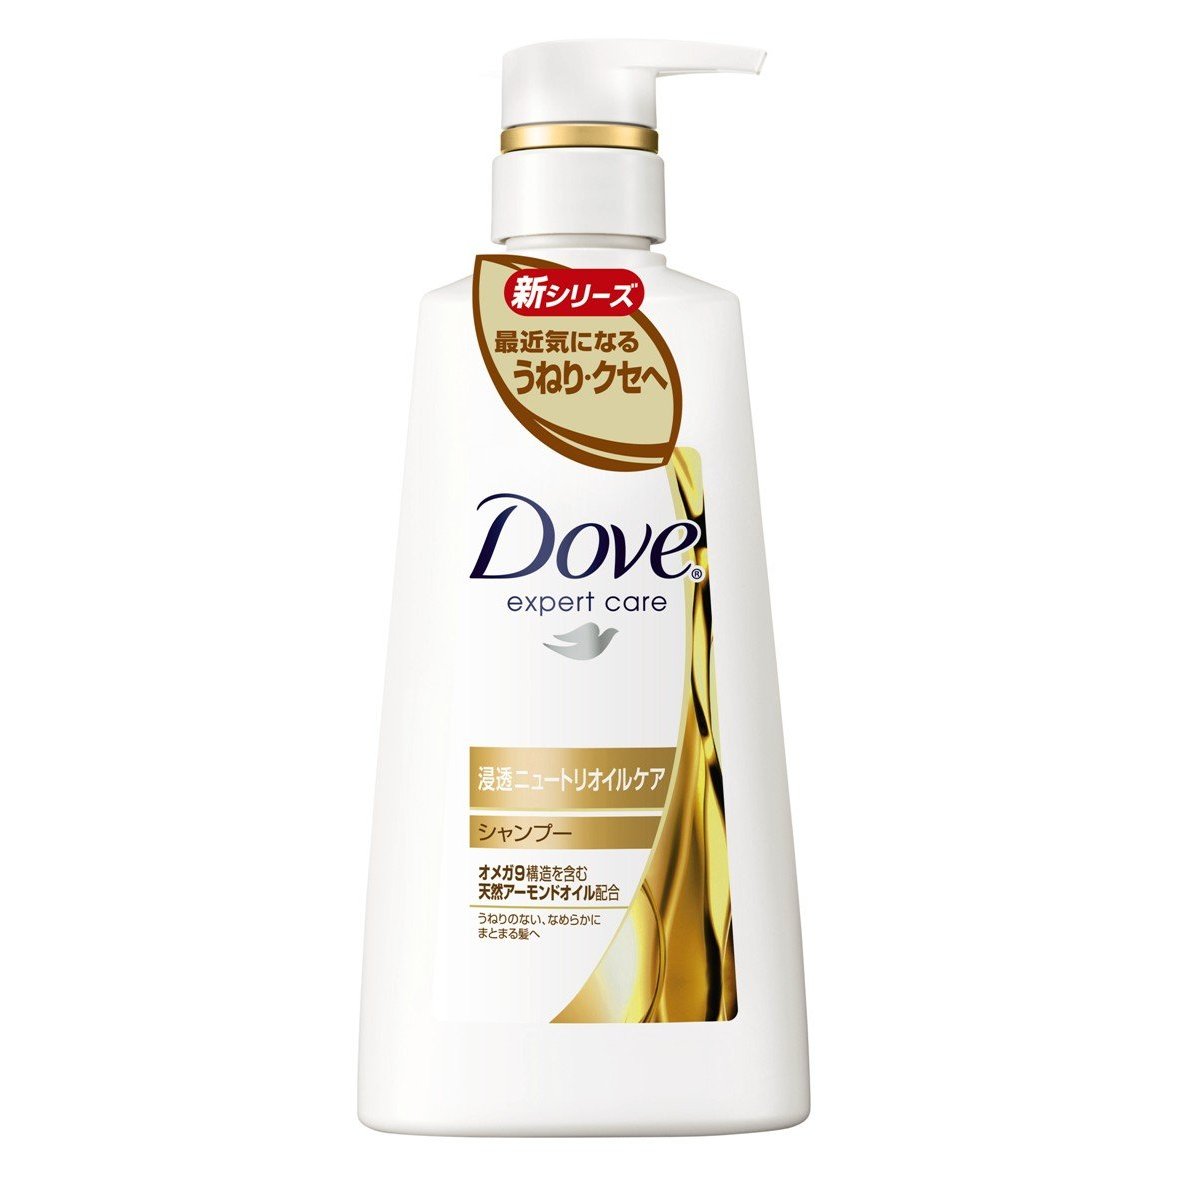 新シリーズ
最近気になる
うねり・クセへ
Dove®
expert care
浸透ニュートリオイルケア
シャンプー
オメガ9構造を含む
天然アーモンドオイル配合
うねりのない、なめらかに
まとまる髪へ